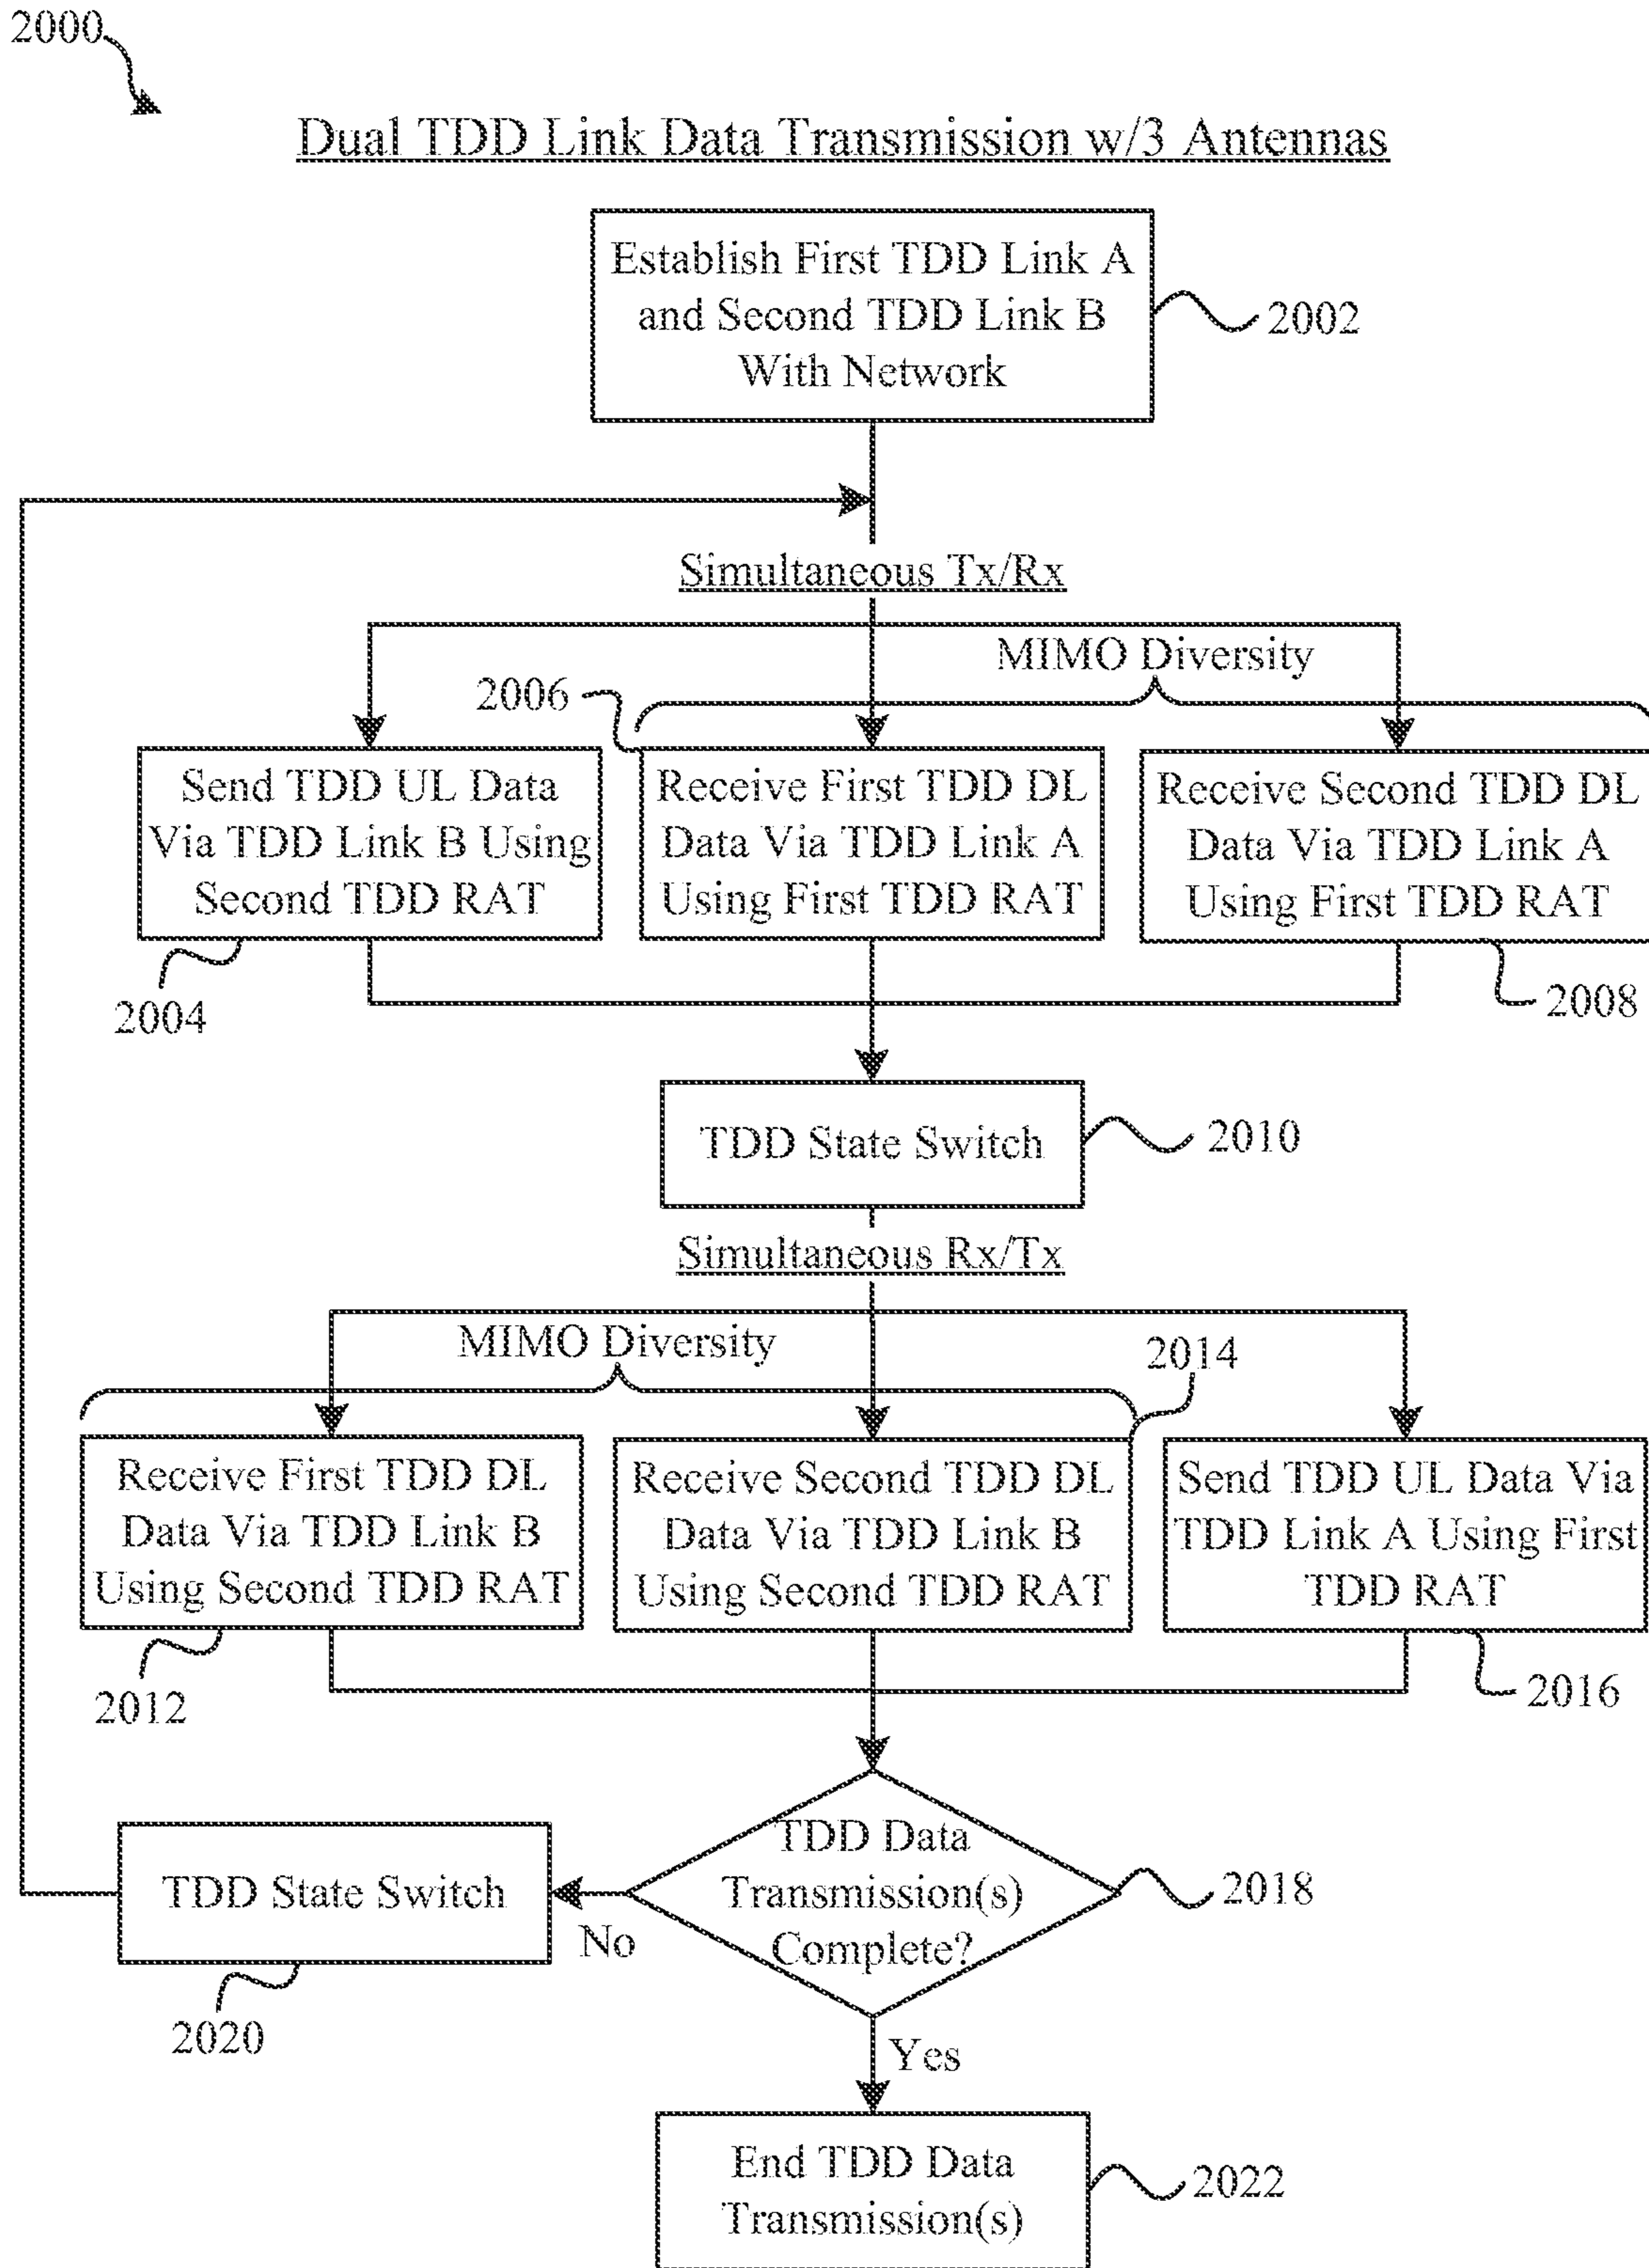 2000
Dual TDD Link Data Transmission w/3 Antennas
Establish First TDD Link A
and Second TDD Link B
With Network
2002
Simultaneous Tx/Rx
MIMO Diversity
2006
Send TDD UL Data
Via TDD Link B Using
Second TDD RAT
2004
Receive First TDD DL
Data Via TDD Link A
Using First TDD RAT
Receive Second TDD DL
Data Via TDD Link A
Using First TDD RAT
2008
TDD State Switch
2010
Simultaneous Rx/Tx
MIMO Diversity
2014
Receive First TDD DL
Data Via TDD Link B
Using Second TDD RAT
2012
Receive Second TDD DL
Data Via TDD Link B
Using Second TDD RAT
Send TDD UL Data Via
TDD Link A Using First
TDD RAT
2016
TDD Data
Transmission(s)
Complete?
2018
No
TDD State Switch
2020
Yes
End TDD Data
Transmission(s)
2022